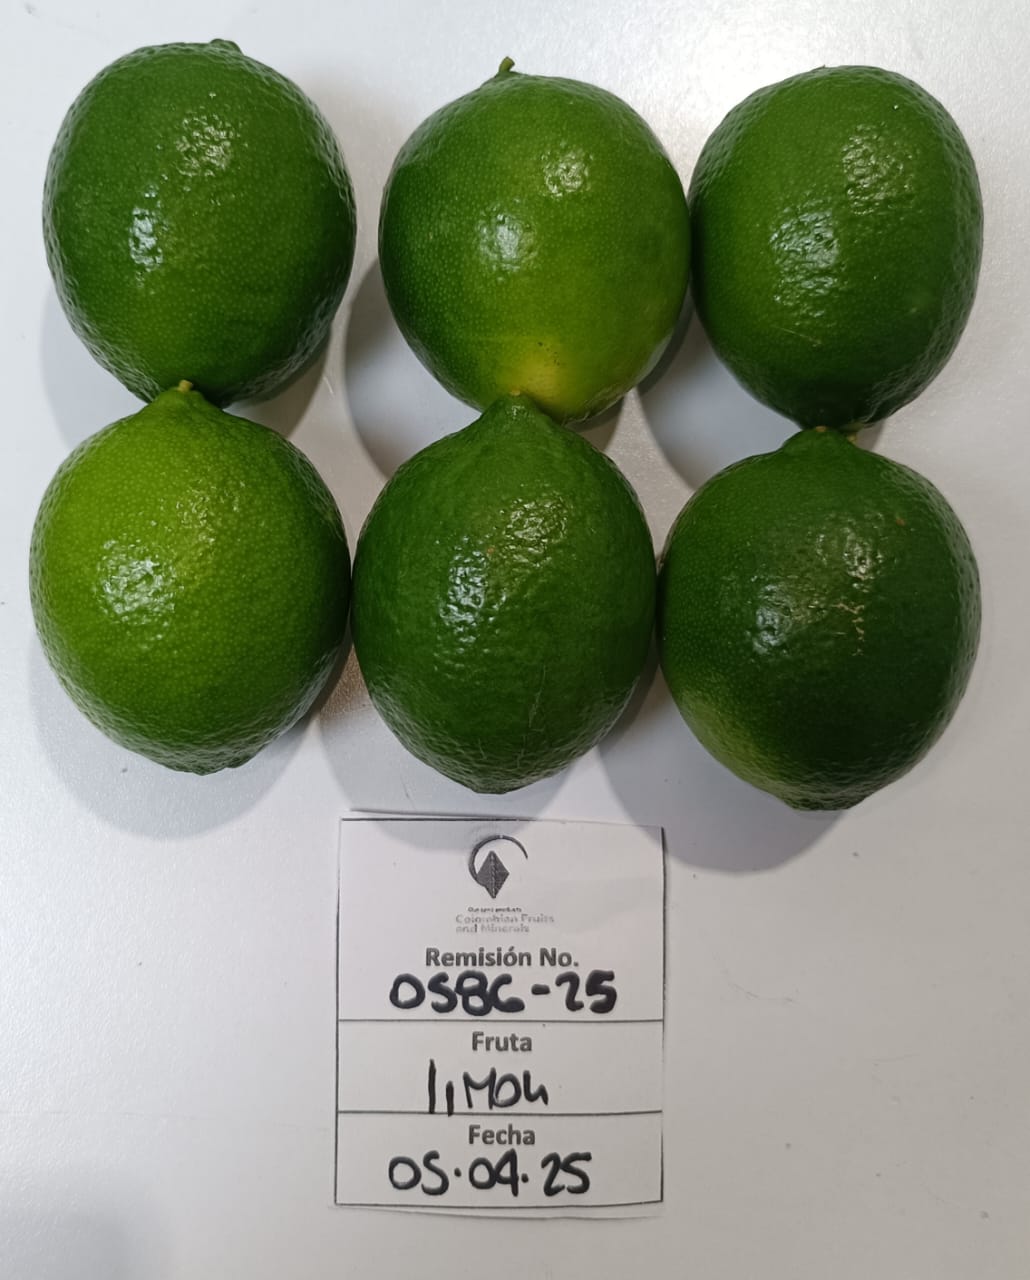 Colombian Fruits
and Minerals
Remisión No.
0586-25
Fruta
limon
Fecha
05.04.25